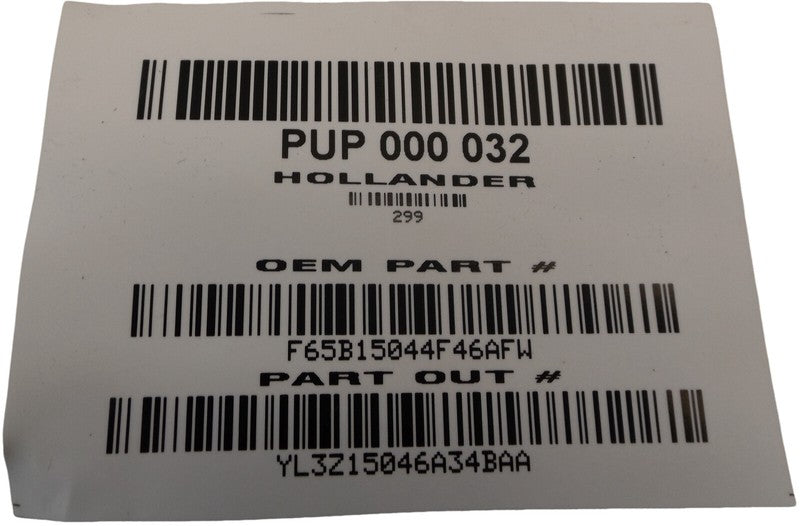 PUP 000 032
HOLLANDER
299
OEM PART #
F65B15044F46AFW
PART OUT #
YL3Z15046A34BAA